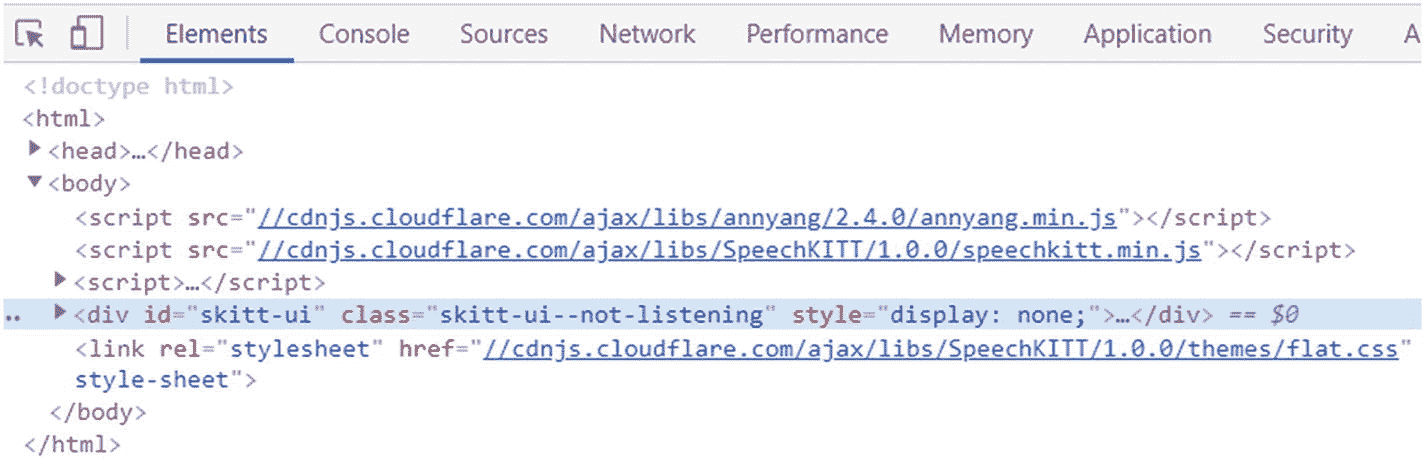 Elements Console Sources Network Performance Memory Application Security A
<!doctype html>
<html>
<head>…</head>
<body>
<script src="//cdnjs.cloudflare.com/ajax/libs/annyang/2.4.0/annyang.min.js"></script>
<script src="//cdnjs.cloudflare.com/ajax/libs/SpeechKITT/1.0.0/speechkitt.min.js"></script>
<script>…</script>
<div id="skitt-ui" class="skitt-ui--not-listening" style="display: none;">…</div> == $0
<link rel="stylesheet" href="//cdnjs.cloudflare.com/ajax/libs/SpeechKITT/1.0.0/themes/flat.css"
style-sheet">
</body>
</html>